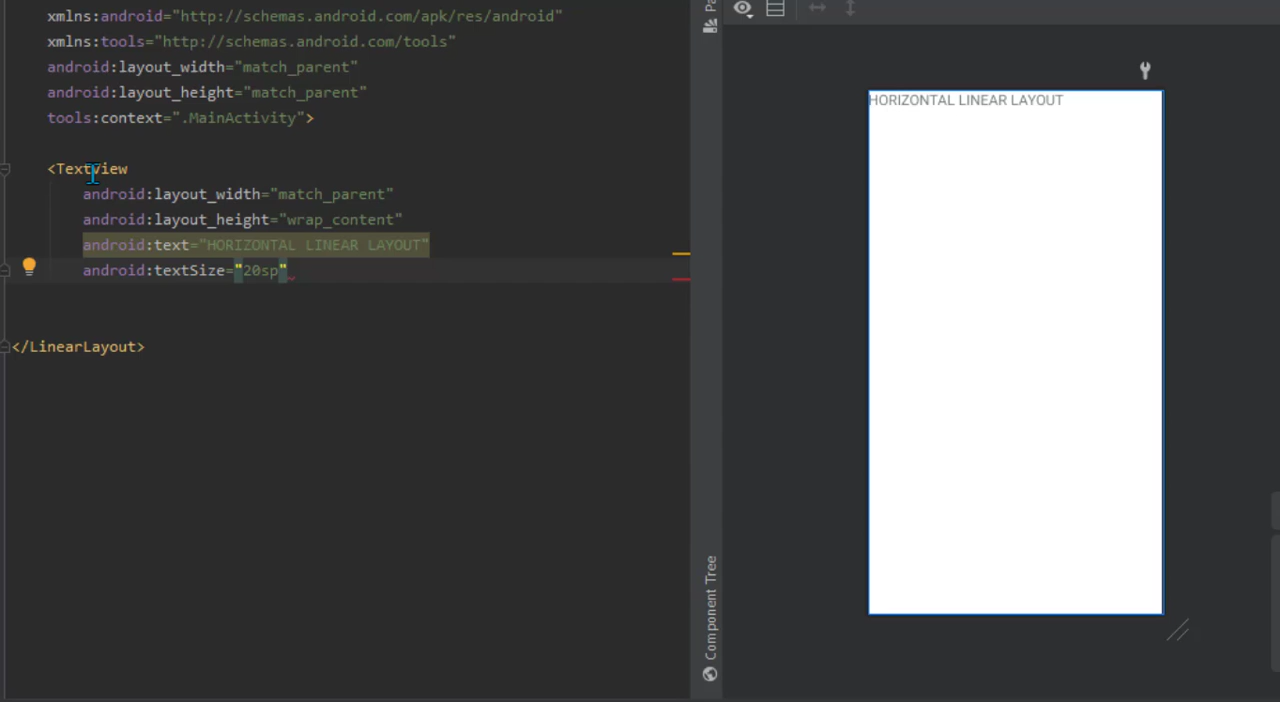 xmlns:android="http://schemas.android.com/apk/res/android"
xmlns:tools="http://schemas.android.com/tools"
android:layout_width="match_parent"
android:layout_height="match_parent"
tools:context=".MainActivity">
<TextView
android:layout_width="match_parent"
android:layout_height="wrap_content"
android:text="HORIZONTAL LINEAR LAYOUT"
android:textSize="20sp"
</LinearLayout>
Pa
Component Tree
HORIZONTAL LINEAR LAYOUT